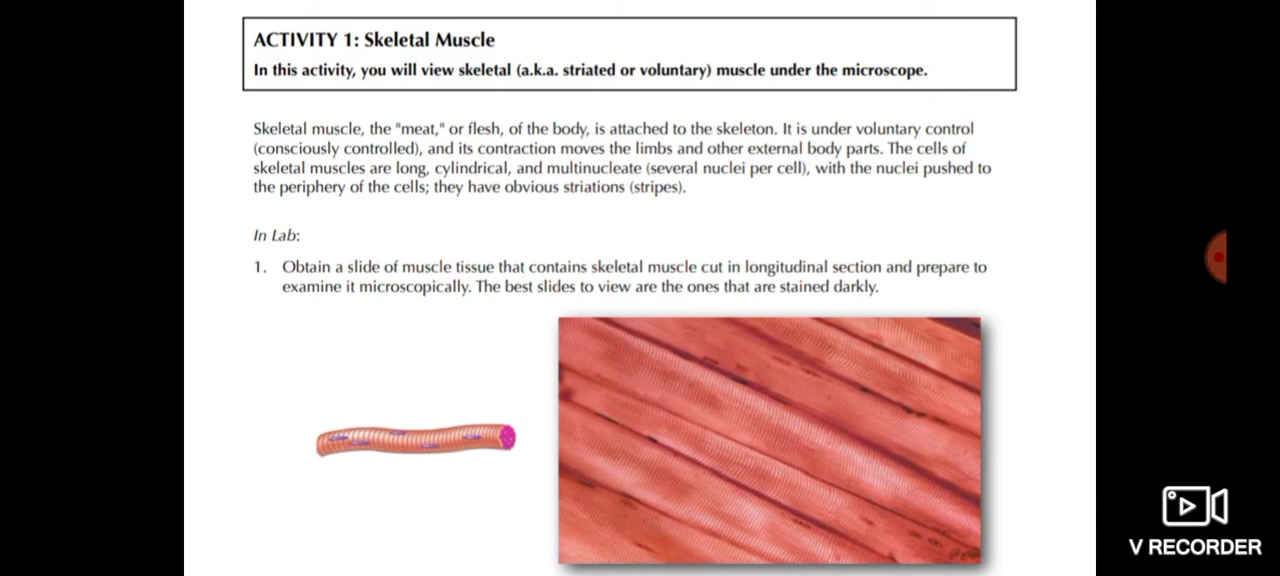 ACTIVITY 1: Skeletal Muscle
In this activity, you will view skeletal (a.k.a. striated or voluntary) muscle under the microscope.
Skeletal muscle, the "meat," or flesh, of the body, is attached to the skeleton. It is under voluntary control
(consciously controlled), and its contraction moves the limbs and other external body parts. The cells of
skeletal muscles are long, cylindrical, and multinucleate (several nuclei per cell), with the nuclei pushed to
the periphery of the cells; they have obvious striations (stripes).
In Lab:
1. Obtain a slide of muscle tissue that contains skeletal muscle cut in longitudinal section and prepare to
examine it microscopically. The best slides to view are the ones that are stained darkly.
V RECORDER